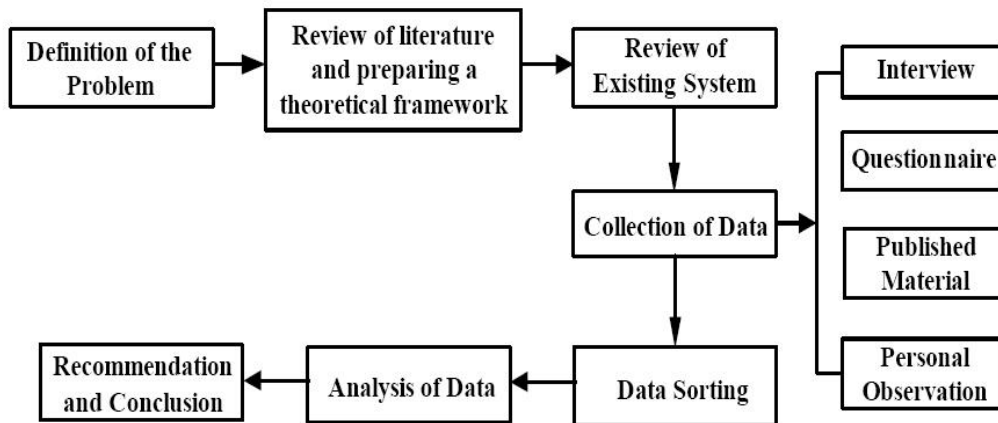 Definition of the
Problem
Review of literature
and preparing a
theoretical framework
Review of
Existing System
Interview
Questionnaire
Collection of Data
Published
Material
Personal
Observation
Data Sorting
Analysis of Data
Recommendation
and Conclusion